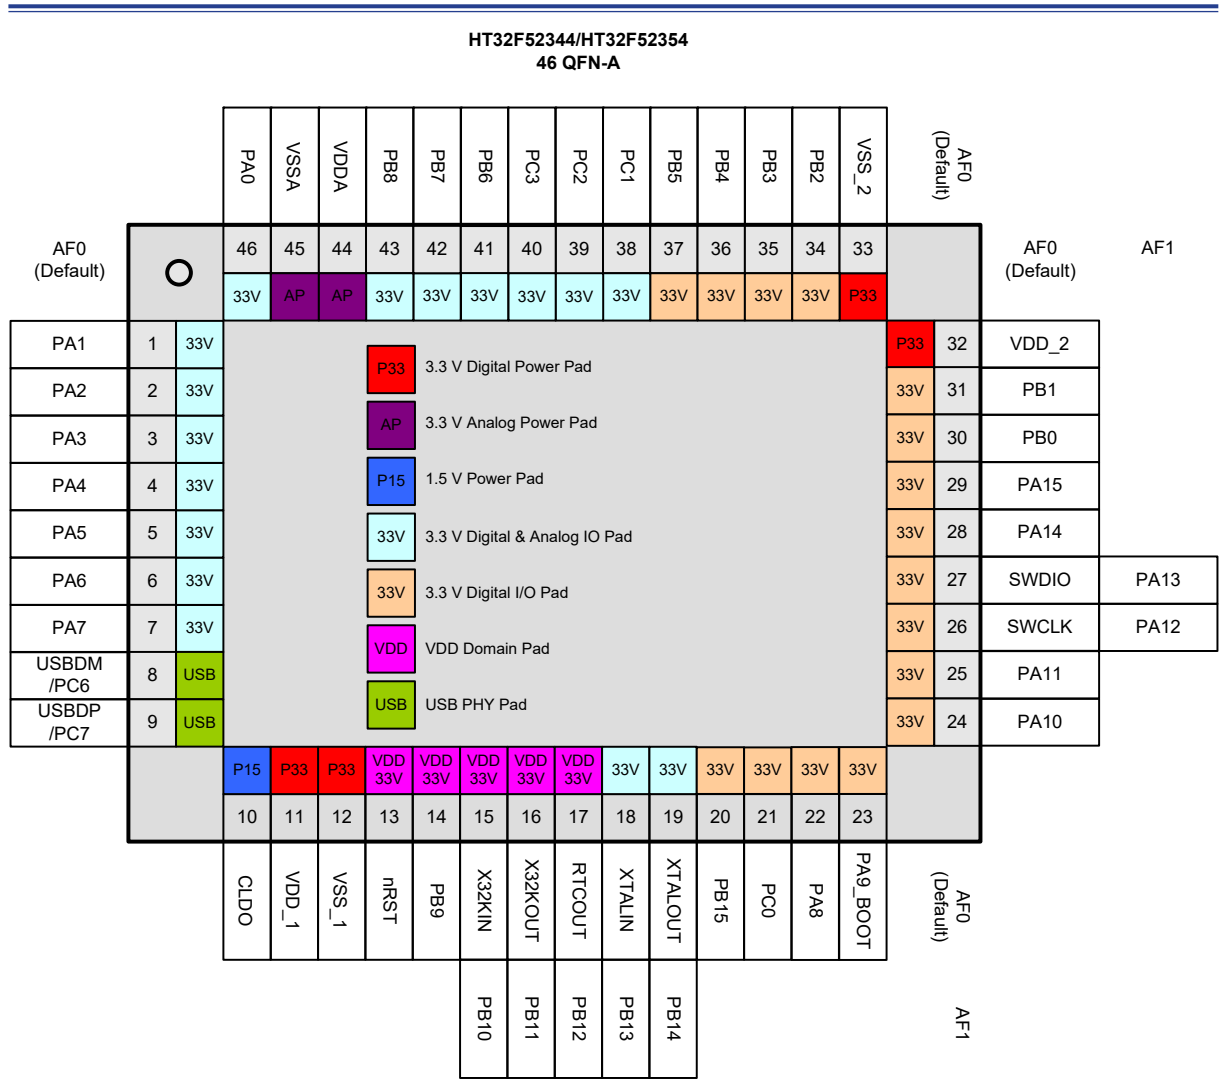 HT32F52344/HT32F52354
46 QFN-A
PA0 VSSA VDDA PB8 PB7 PB6 PC3 PC2 PC1 PB5 PB4 PB3 PB2 VSS_2
AF0
(Default)
AF0
(Default)
46 45 44 43 42 41 40 39 38 37 36 35 34 33
AF0
(Default)
AF1
33V AP AP 33V 33V 33V 33V 33V 33V 33V 33V 33V 33V P33
PA1 1 33V
P33 32 VDD_2
P33 3.3 V Digital Power Pad
PA2 2 33V
33V 31 PB1
AP 3.3 V Analog Power Pad
PA3 3 33V
33V 30 PB0
PA4 4 33V
P15 1.5 V Power Pad
33V 29 PA15
PA5 5 33V
33V 3.3 V Digital & Analog IO Pad
33V 28 PA14
PA6 6 33V
33V 3.3 V Digital I/O Pad
33V 27 SWDIO PA13
PA7 7 33V
VDD VDD Domain Pad
33V 26 SWCLK PA12
USBDM
/PC6
8 USB
33V 25 PA11
USB USB PHY Pad
USBDP
/PC7
9 USB
33V 24 PA10
P15 P33 P33 VDD 33V VDD 33V VDD 33V VDD 33V VDD 33V 33V 33V 33V 33V 33V 33V
10 11 12 13 14 15 16 17 18 19 20 21 22 23
CLDO VDD_1 VSS_1 nRST PB9 X32KIN X32KOUT RTCOUT XTALIN XTALOUT PB15 PC0 PA8 PA9_BOOT
AF0
(Default)
PB10 PB11 PB12 PB13 PB14
AF1